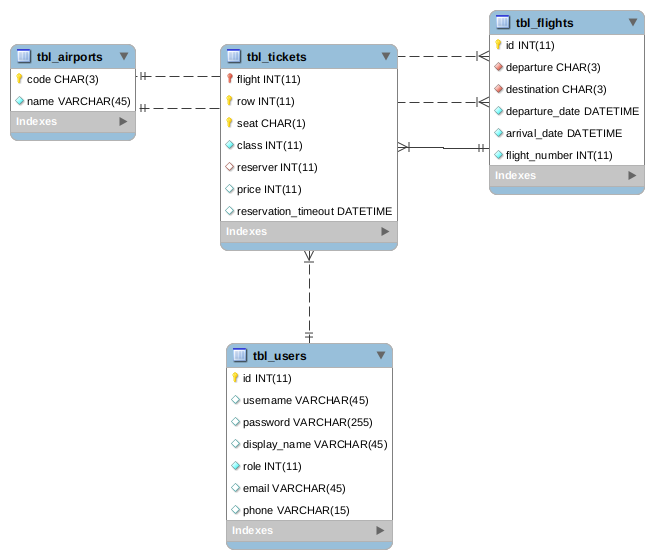 tbl_airports
code CHAR(3)
name VARCHAR(45)
Indexes
tbl_tickets
flight INT(11)
row INT(11)
seat CHAR(1)
class INT(11)
reserver INT(11)
price INT(11)
reservation_timeout DATETIME
Indexes
tbl_flights
id INT(11)
departure CHAR(3)
destination CHAR(3)
departure_date DATETIME
arrival_date DATETIME
flight_number INT(11)
Indexes
tbl_users
id INT(11)
username VARCHAR(45)
password VARCHAR(255)
display_name VARCHAR(45)
role INT(11)
email VARCHAR(45)
phone VARCHAR(15)
Indexes